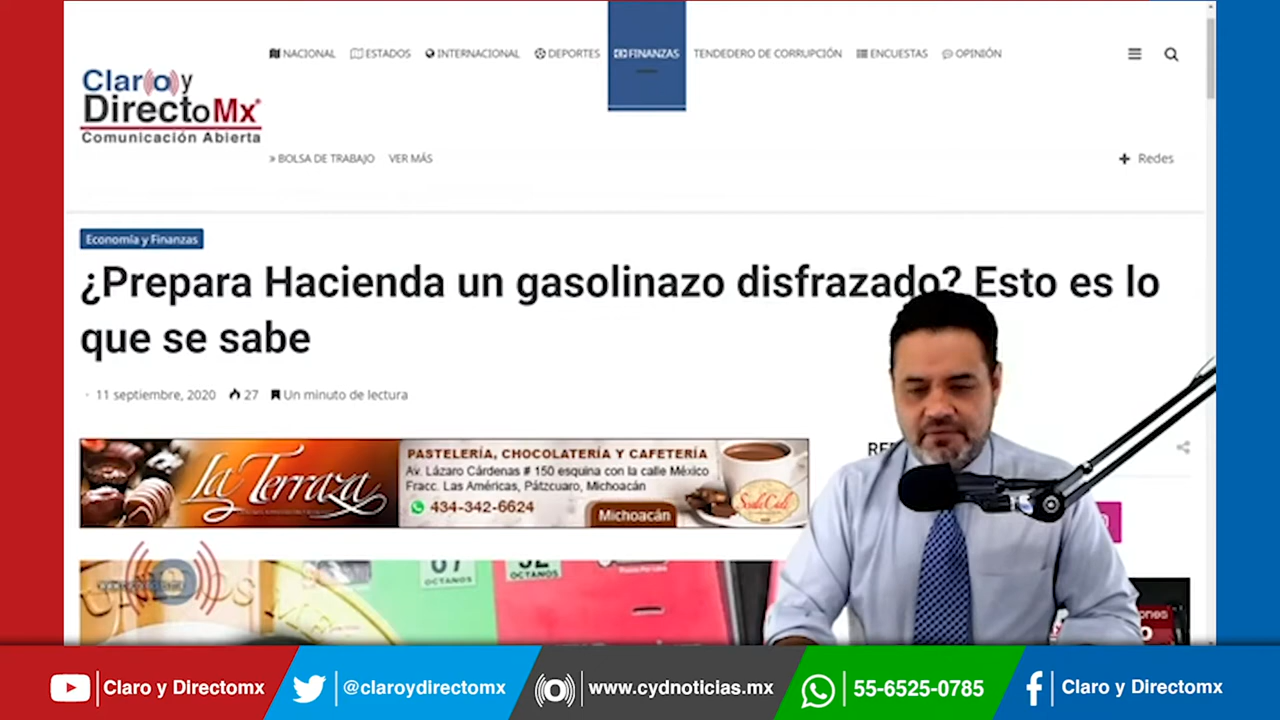 NACIONAL ESTADOS INTERNACIONAL DEPORTES FINANZAS TENDEDERO DE CORRUPCIÓN ENCUESTAS OPINIÓN
Claro y
DirectoMx
Comunicación Abierta
» BOLSA DE TRABAJO VER MÁS
+ Redes
Economía y Finanzas
¿Prepara Hacienda un gasolinazo disfrazado? Esto es lo
que se sabe
- 11 septiembre, 2020 27 Un minuto de lectura
La Terraza
PASTELERÍA, CHOCOLATERÍA Y CAFETERÍA
Av. Lázaro Cárdenas # 150 esquina con la calle México
Fracc. Las Américas, Pátzcuaro, Michoacán
434-342-6624
Michoacán
OCTANOS
OCTANOS
Claro y Directomx
@claroydirectomx
www.cydnoticias.mx
55-6525-0785
Claro y Directomx